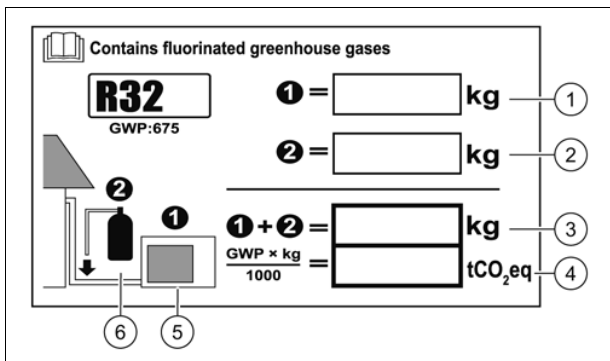 Contains fluorinated greenhouse gases
R32
GWP:675
❶ = kg 1
❷ = kg 2
❶+❷ = kg 3
GWP × kg
1000
= tCO₂eq 4
❷
❶
6 5